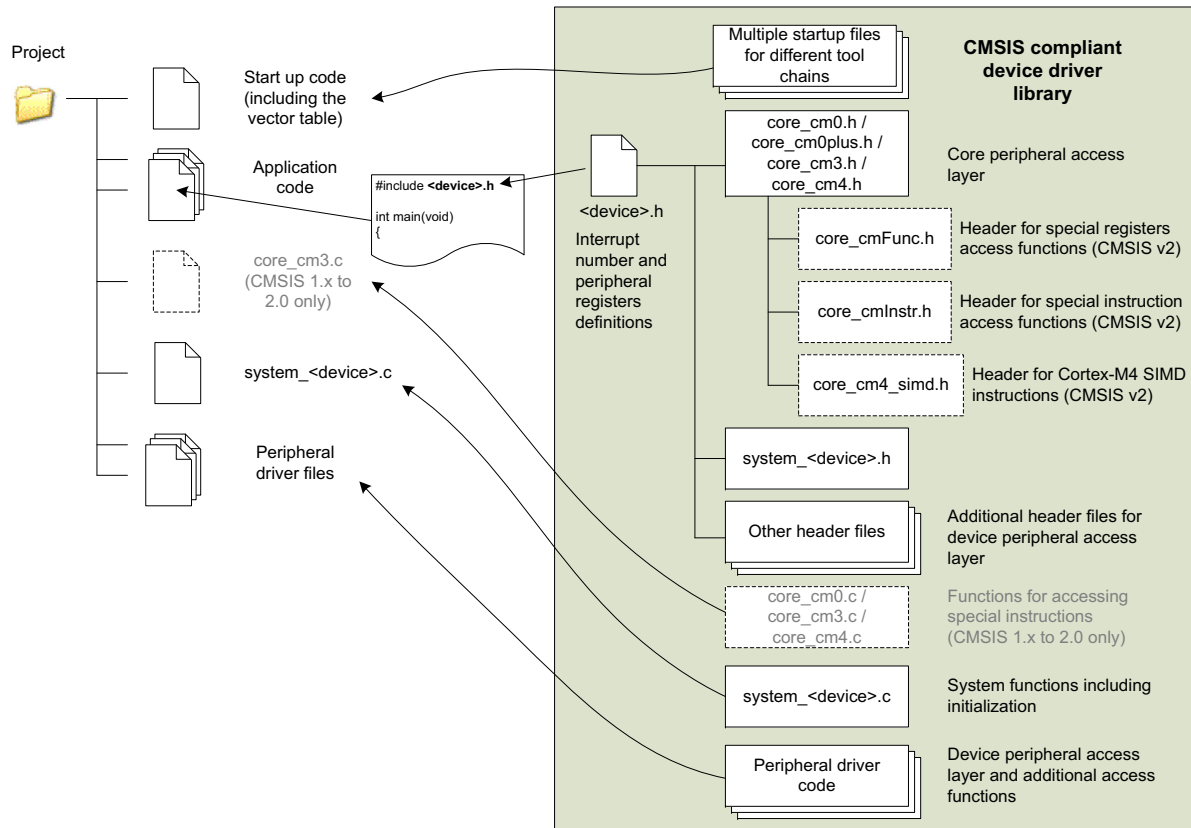 Project
Start up code
(including the
vector table)
Application
code
core_cm3.c
(CMSIS 1.x to
2.0 only)
system_<device>.c
Peripheral
driver files
#include <device>.h
int main(void)
{
<device>.h
Interrupt
number and
peripheral
registers
definitions
Multiple startup files
for different tool
chains
CMSIS compliant
device driver
library
core_cm0.h /
core_cm0plus.h /
core_cm3.h /
core_cm4.h
Core peripheral access
layer
core_cmFunc.h
Header for special registers
access functions (CMSIS v2)
core_cmInstr.h
Header for special instruction
access functions (CMSIS v2)
core_cm4_simd.h
Header for Cortex-M4 SIMD
instructions (CMSIS v2)
system_<device>.h
Other header files
Additional header files for
device peripheral access
layer
core_cm0.c /
core_cm3.c /
core_cm4.c
Functions for accessing
special instructions
(CMSIS 1.x to 2.0 only)
system_<device>.c
System functions including
initialization
Peripheral driver
code
Device peripheral access
layer and additional access
functions